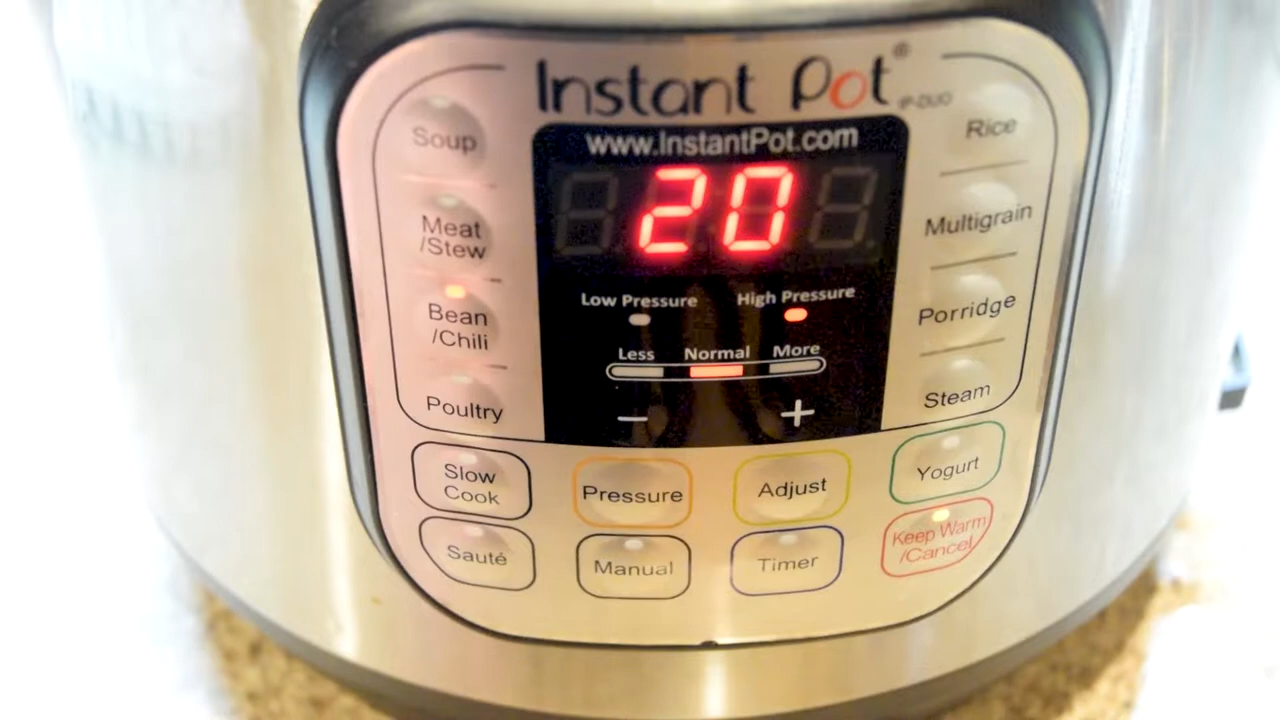 Instant Pot®
IP-DUO
www.InstantPot.com
20
Low Pressure
High Pressure
Less
Normal
More
−
+
Soup
Meat
/Stew
Bean
/Chili
Poultry
Rice
Multigrain
Porridge
Steam
Slow
Cook
Pressure
Adjust
Yogurt
Sauté
Manual
Timer
Keep Warm
/Cancel